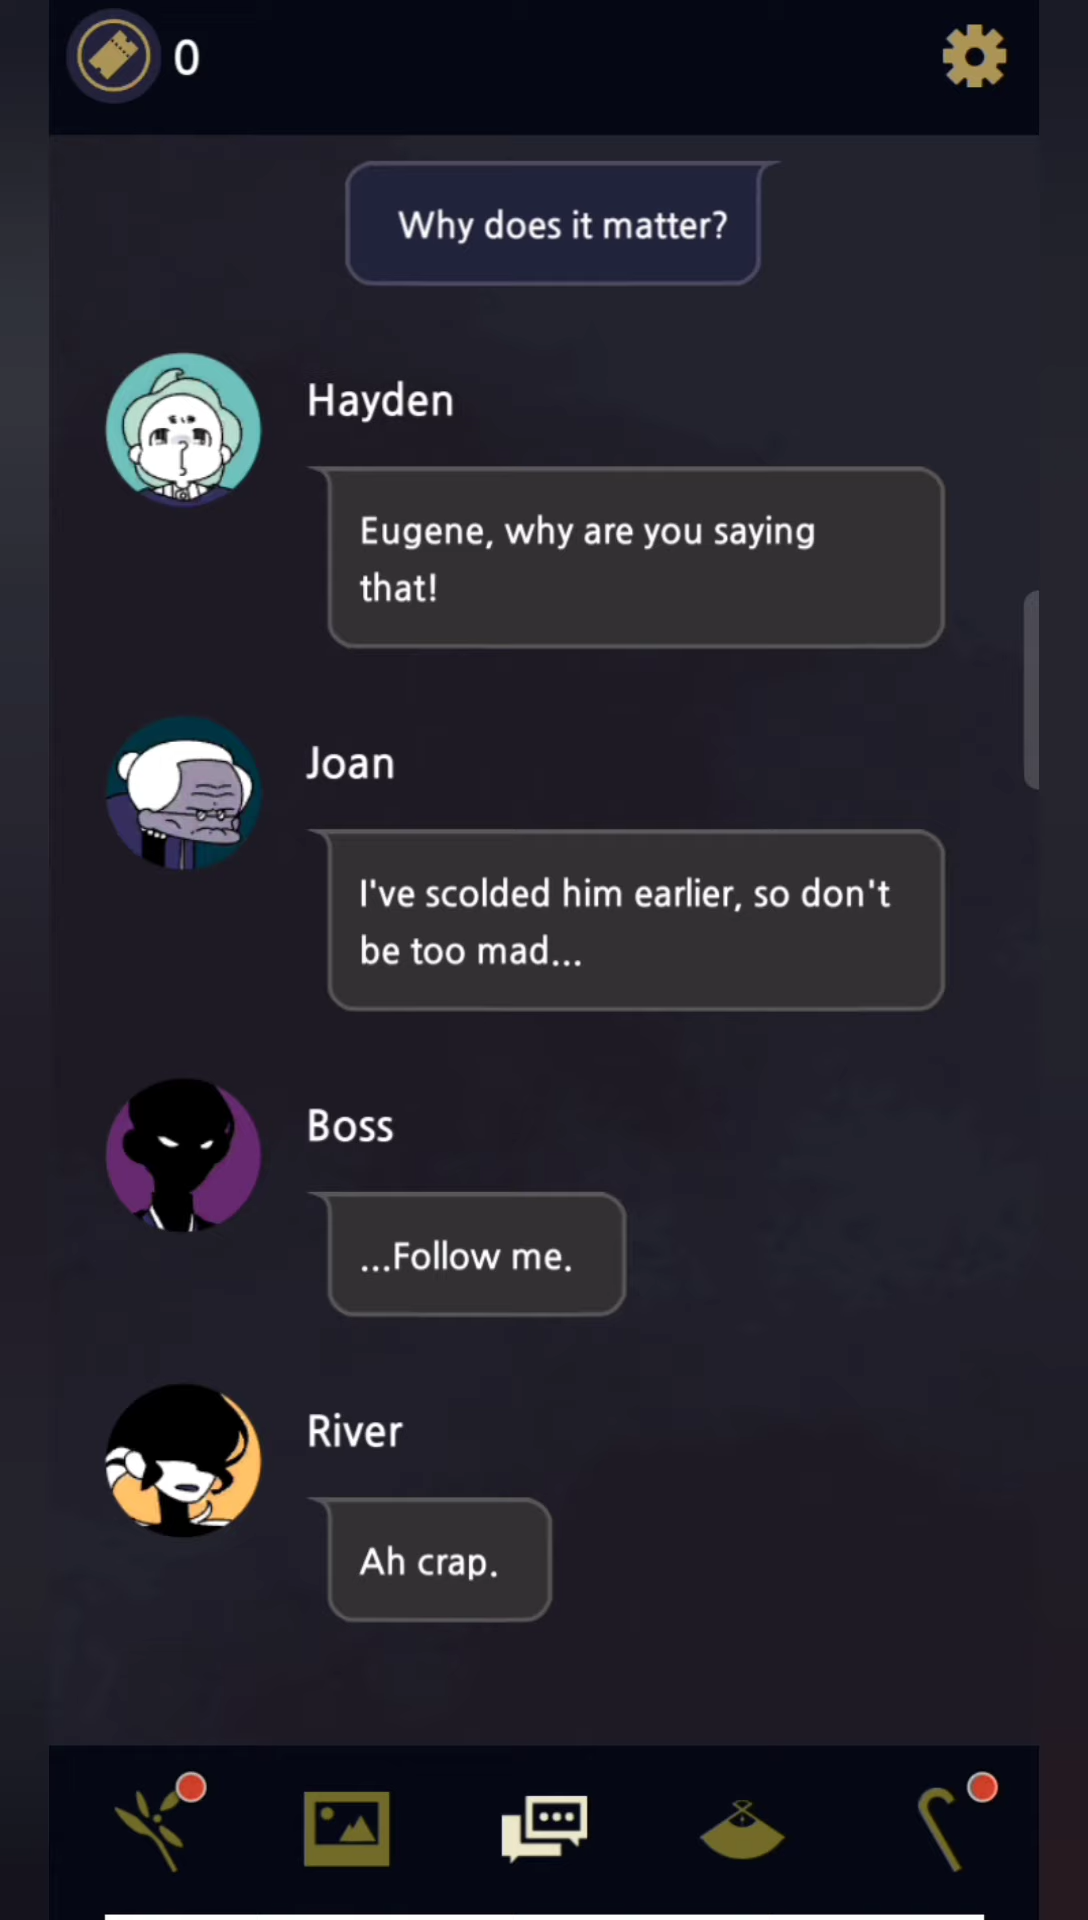 0
Why does it matter?
Hayden
Eugene, why are you saying
that!
Joan
I've scolded him earlier, so don't
be too mad...
Boss
...Follow me.
River
Ah crap.